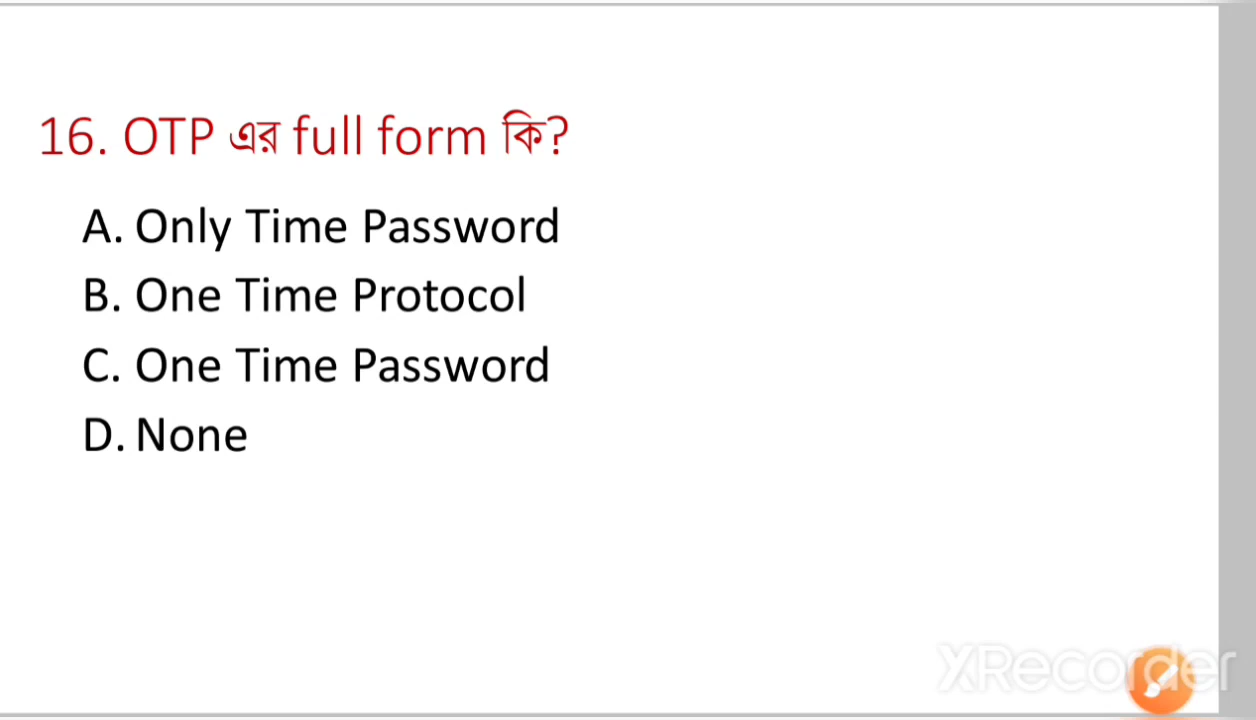 16. OTP এর full form কি?
A. Only Time Password
B. One Time Protocol
C. One Time Password
D. None
XRecorder